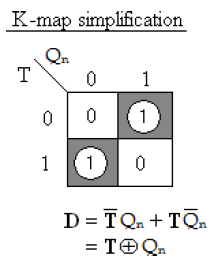 K-map simplification
Qₙ
T 0 1
0 0 1
1 1 0
D = T̅ Qₙ + T Q̅ₙ
= T ⊕ Qₙ